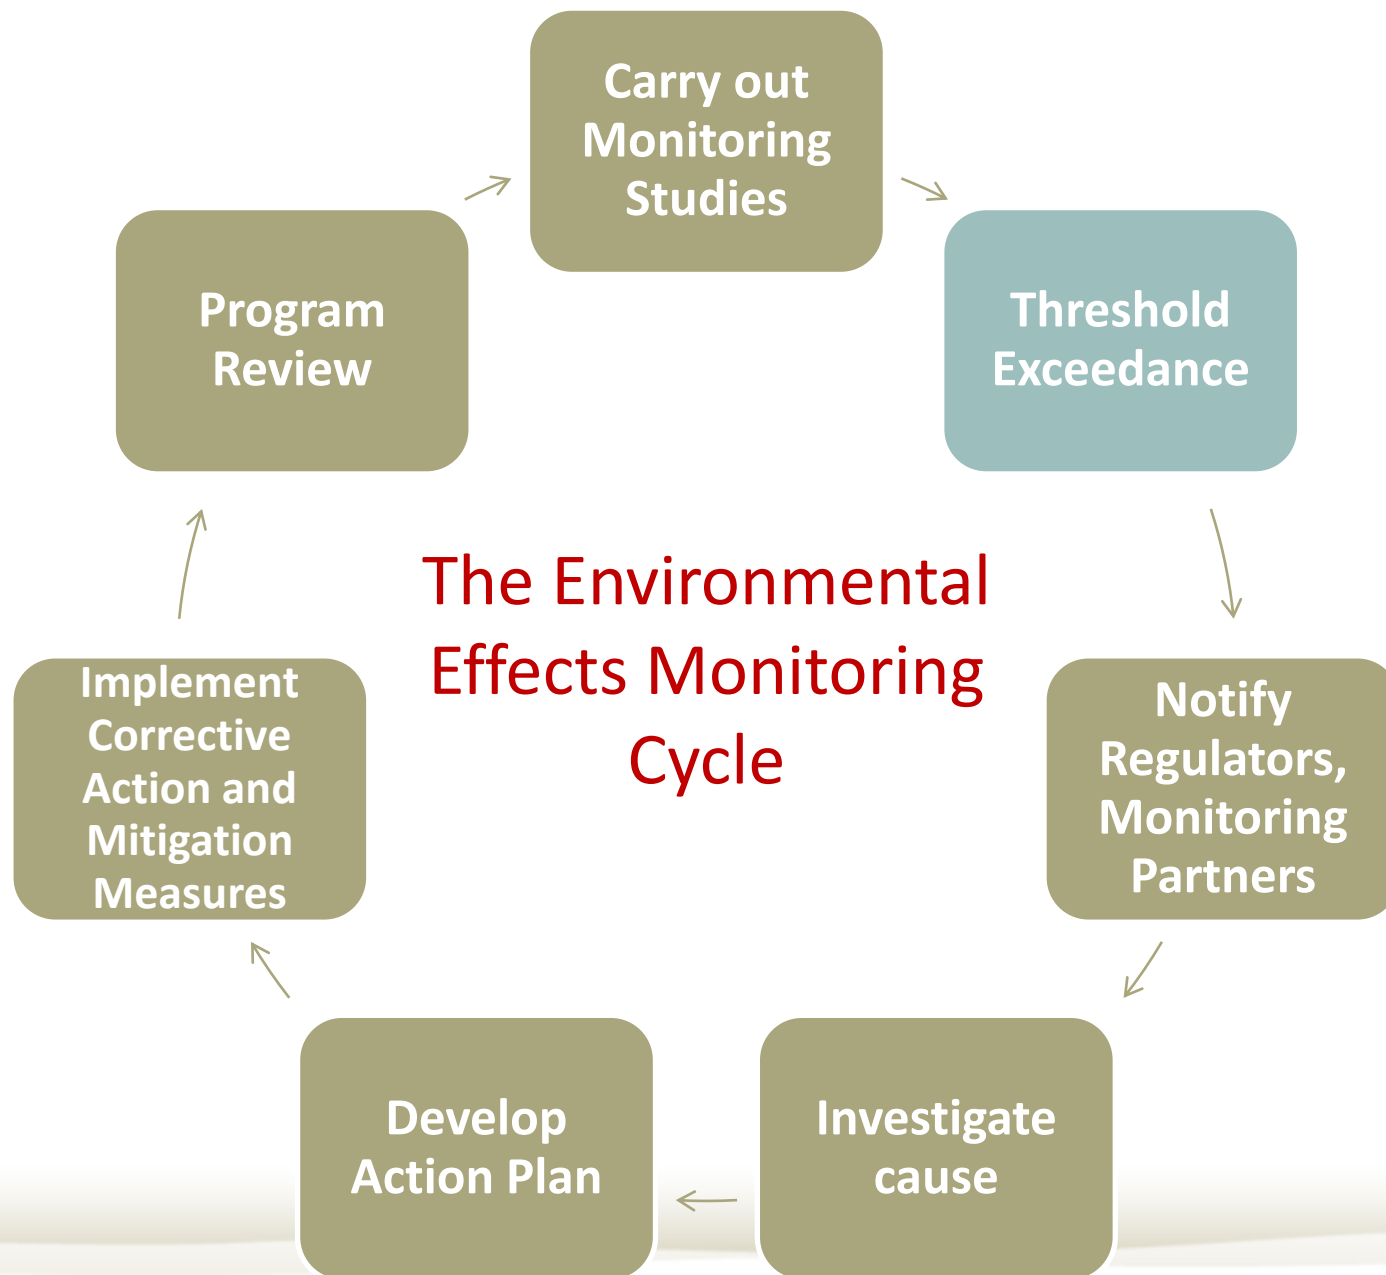 Carry out
Monitoring
Studies
Threshold
Exceedance
Notify
Regulators,
Monitoring
Partners
Investigate
cause
Develop
Action Plan
Implement
Corrective
Action and
Mitigation
Measures
Program
Review
The Environmental
Effects Monitoring
Cycle